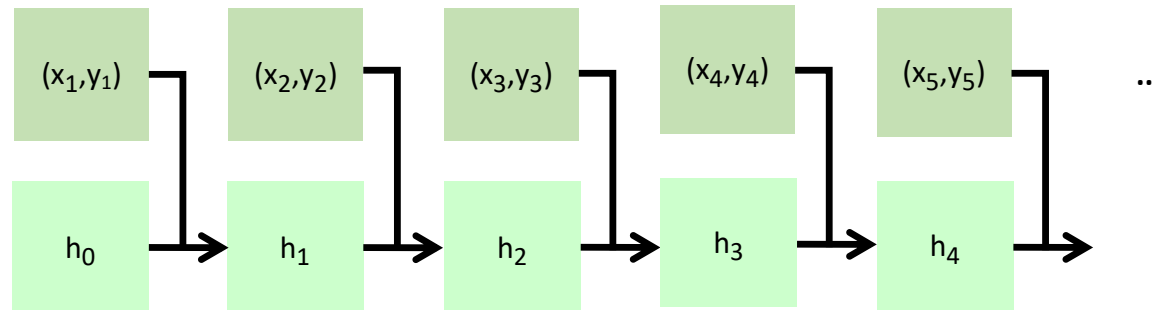 (x₁,y₁) (x₂,y₂) (x₃,y₃) (x₄,y₄) (x₅,y₅) ..
h₀ h₁ h₂ h₃ h₄